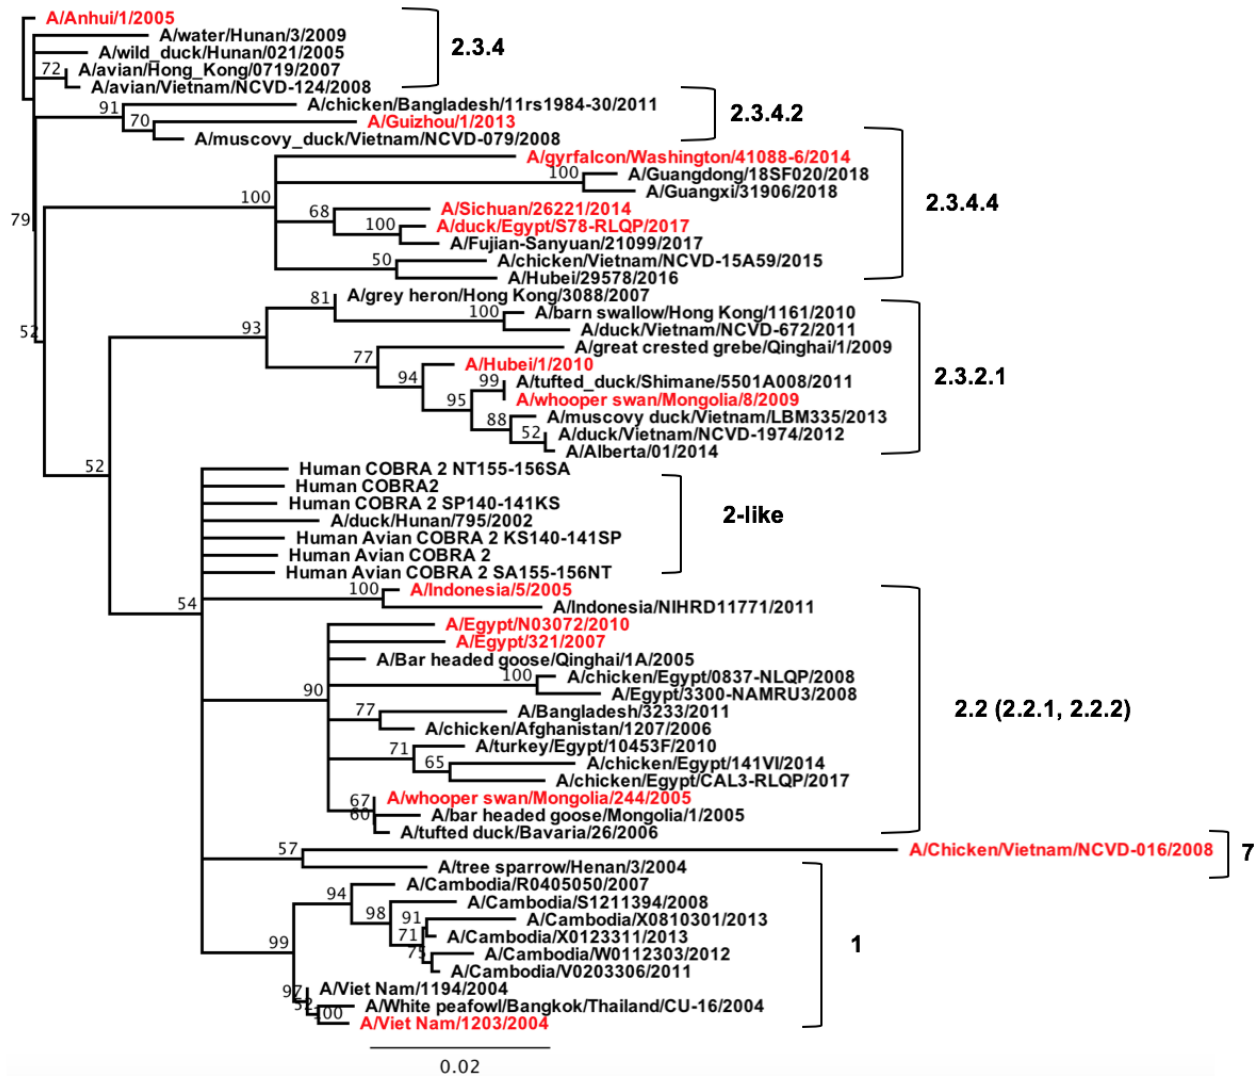 A/Anhui/1/2005
A/water/Hunan/3/2009
2.3.4
A/wild_duck/Hunan/021/2005
72 A/avian/Hong_Kong/0719/2007
A/avian/Vietnam/NCVD-124/2008
91 A/chicken/Bangladesh/11rs1984-30/2011
2.3.4.2
70 A/Guizhou/1/2013
A/muscovy_duck/Vietnam/NCVD-079/2008
A/gyrfalcon/Washington/41088-6/2014
100 A/Guangdong/18SF020/2018
A/Guangxi/31906/2018
100
2.3.4.4
68 A/Sichuan/26221/2014
79
100 A/duck/Egypt/S78-RLQP/2017
A/Fujian-Sanyuan/21099/2017
50 A/chicken/Vietnam/NCVD-15A59/2015
A/Hubei/29578/2016
81 A/grey heron/Hong Kong/3088/2007
100 A/barn swallow/Hong Kong/1161/2010
52
93
A/duck/Vietnam/NCVD-672/2011
77 A/great crested grebe/Qinghai/1/2009
A/Hubei/1/2010
94
2.3.2.1
99 A/tufted_duck/Shimane/5501A008/2011
95 A/whooper swan/Mongolia/8/2009
88 A/muscovy duck/Vietnam/LBM335/2013
52 A/duck/Vietnam/NCVD-1974/2012
A/Alberta/01/2014
52
Human COBRA 2 NT155-156SA
Human COBRA2
Human COBRA 2 SP140-141KS
A/duck/Hunan/795/2002
2-like
Human Avian COBRA 2 KS140-141SP
Human Avian COBRA 2
Human Avian COBRA 2 SA155-156NT
54
100 A/Indonesia/5/2005
A/Indonesia/NIHRD11771/2011
A/Egypt/N03072/2010
A/Egypt/321/2007
A/Bar headed goose/Qinghai/1A/2005
100 A/chicken/Egypt/0837-NLQP/2008
90
A/Egypt/3300-NAMRU3/2008
77 A/Bangladesh/3233/2011
2.2 (2.2.1, 2.2.2)
A/chicken/Afghanistan/1207/2006
71 A/turkey/Egypt/10453F/2010
65 A/chicken/Egypt/141VI/2014
A/chicken/Egypt/CAL3-RLQP/2017
67 A/whooper swan/Mongolia/244/2005
60 A/bar headed goose/Mongolia/1/2005
A/tufted duck/Bavaria/26/2006
57 A/Chicken/Vietnam/NCVD-016/2008
7
A/tree sparrow/Henan/3/2004
94 A/Cambodia/R0405050/2007
98 A/Cambodia/S1211394/2008
91 A/Cambodia/X0810301/2013
71 A/Cambodia/X0123311/2013
99
75 A/Cambodia/W0112303/2012
1
A/Cambodia/V0203306/2011
97 A/Viet Nam/1194/2004
52 A/White peafowl/Bangkok/Thailand/CU-16/2004
100 A/Viet Nam/1203/2004
0.02